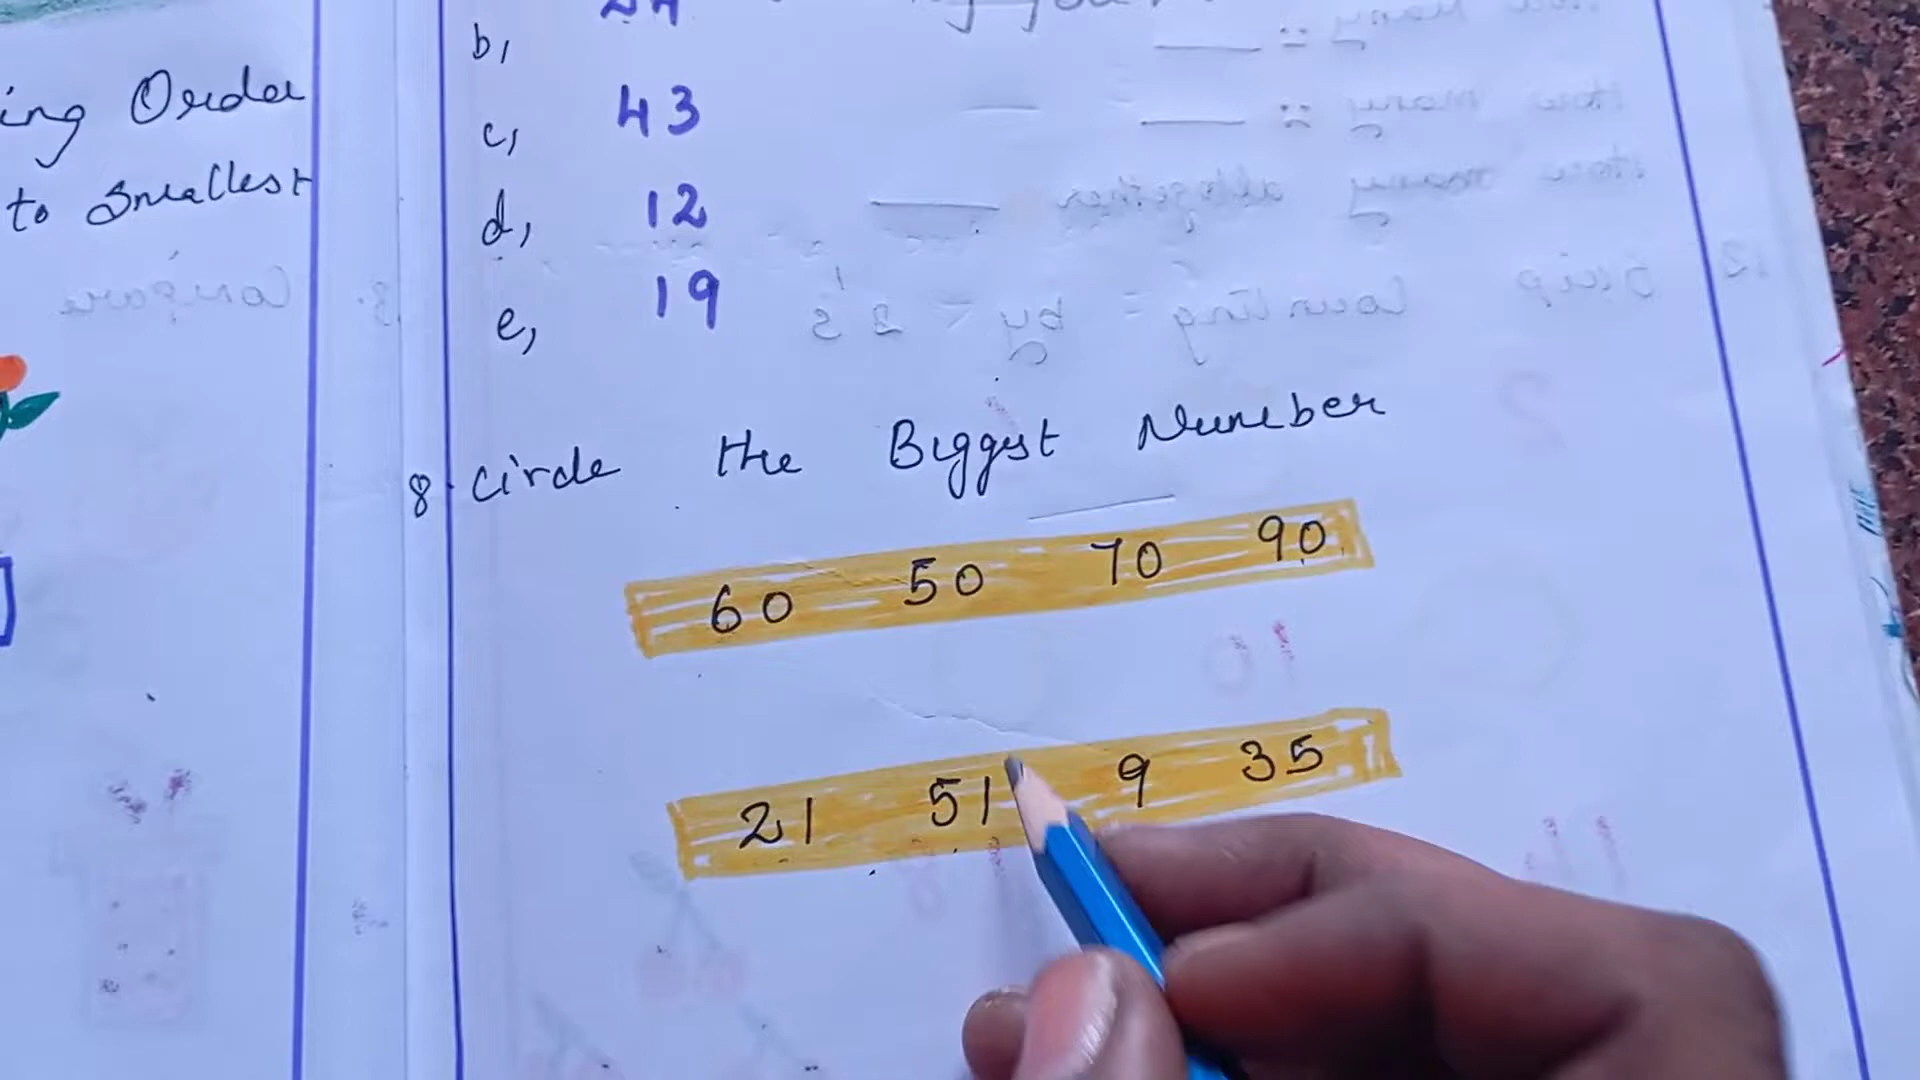 ing Order
to Smallest
b,
c, 43
d, 12
e, 19
8. Circle the Biggest Number
60 50 70 90
21 51 9 35